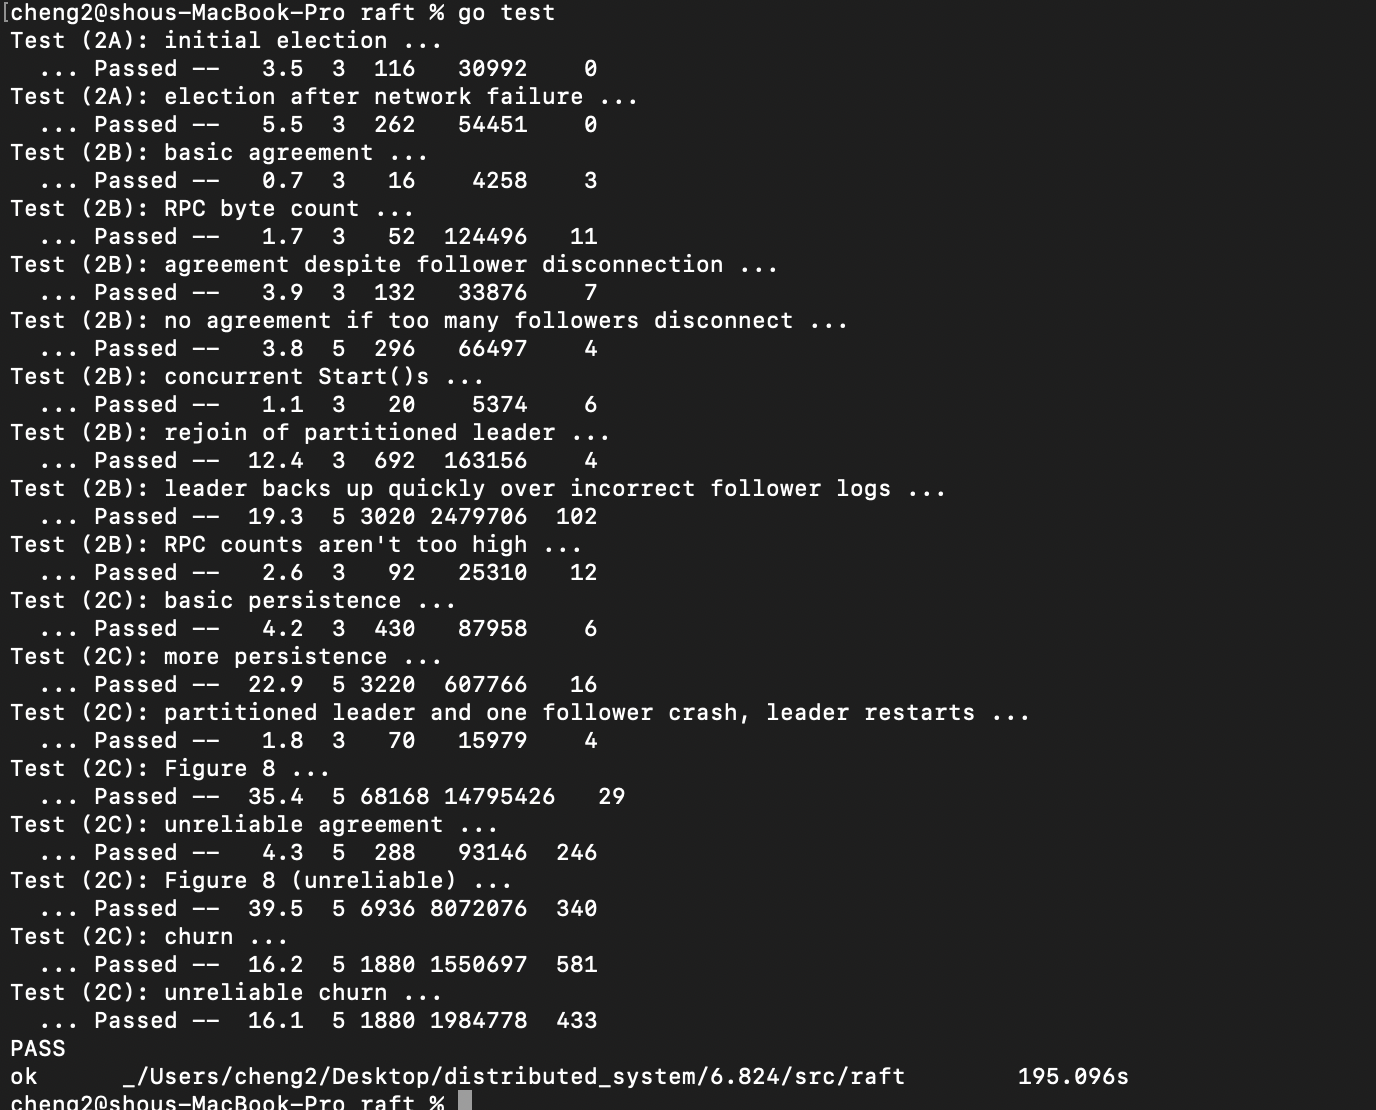 [cheng2@shous-MacBook-Pro raft % go test
Test (2A): initial election ...
  ... Passed --   3.5  3  116   30992    0
Test (2A): election after network failure ...
  ... Passed --   5.5  3  262   54451    0
Test (2B): basic agreement ...
  ... Passed --   0.7  3   16    4258    3
Test (2B): RPC byte count ...
  ... Passed --   1.7  3   52  124496   11
Test (2B): agreement despite follower disconnection ...
  ... Passed --   3.9  3  132   33876    7
Test (2B): no agreement if too many followers disconnect ...
  ... Passed --   3.8  5  296   66497    4
Test (2B): concurrent Start()s ...
  ... Passed --   1.1  3   20    5374    6
Test (2B): rejoin of partitioned leader ...
  ... Passed --  12.4  3  692  163156    4
Test (2B): leader backs up quickly over incorrect follower logs ...
  ... Passed --  19.3  5 3020 2479706  102
Test (2B): RPC counts aren't too high ...
  ... Passed --   2.6  3   92   25310   12
Test (2C): basic persistence ...
  ... Passed --   4.2  3  430   87958    6
Test (2C): more persistence ...
  ... Passed --  22.9  5 3220  607766   16
Test (2C): partitioned leader and one follower crash, leader restarts ...
  ... Passed --   1.8  3   70   15979    4
Test (2C): Figure 8 ...
  ... Passed --  35.4  5 68168 14795426   29
Test (2C): unreliable agreement ...
  ... Passed --   4.3  5  288   93146  246
Test (2C): Figure 8 (unreliable) ...
  ... Passed --  39.5  5 6936 8072076  340
Test (2C): churn ...
  ... Passed --  16.2  5 1880 1550697  581
Test (2C): unreliable churn ...
  ... Passed --  16.1  5 1880 1984778  433
PASS
ok      _/Users/cheng2/Desktop/distributed_system/6.824/src/raft        195.096s
cheng2@shous-MacBook-Pro raft %